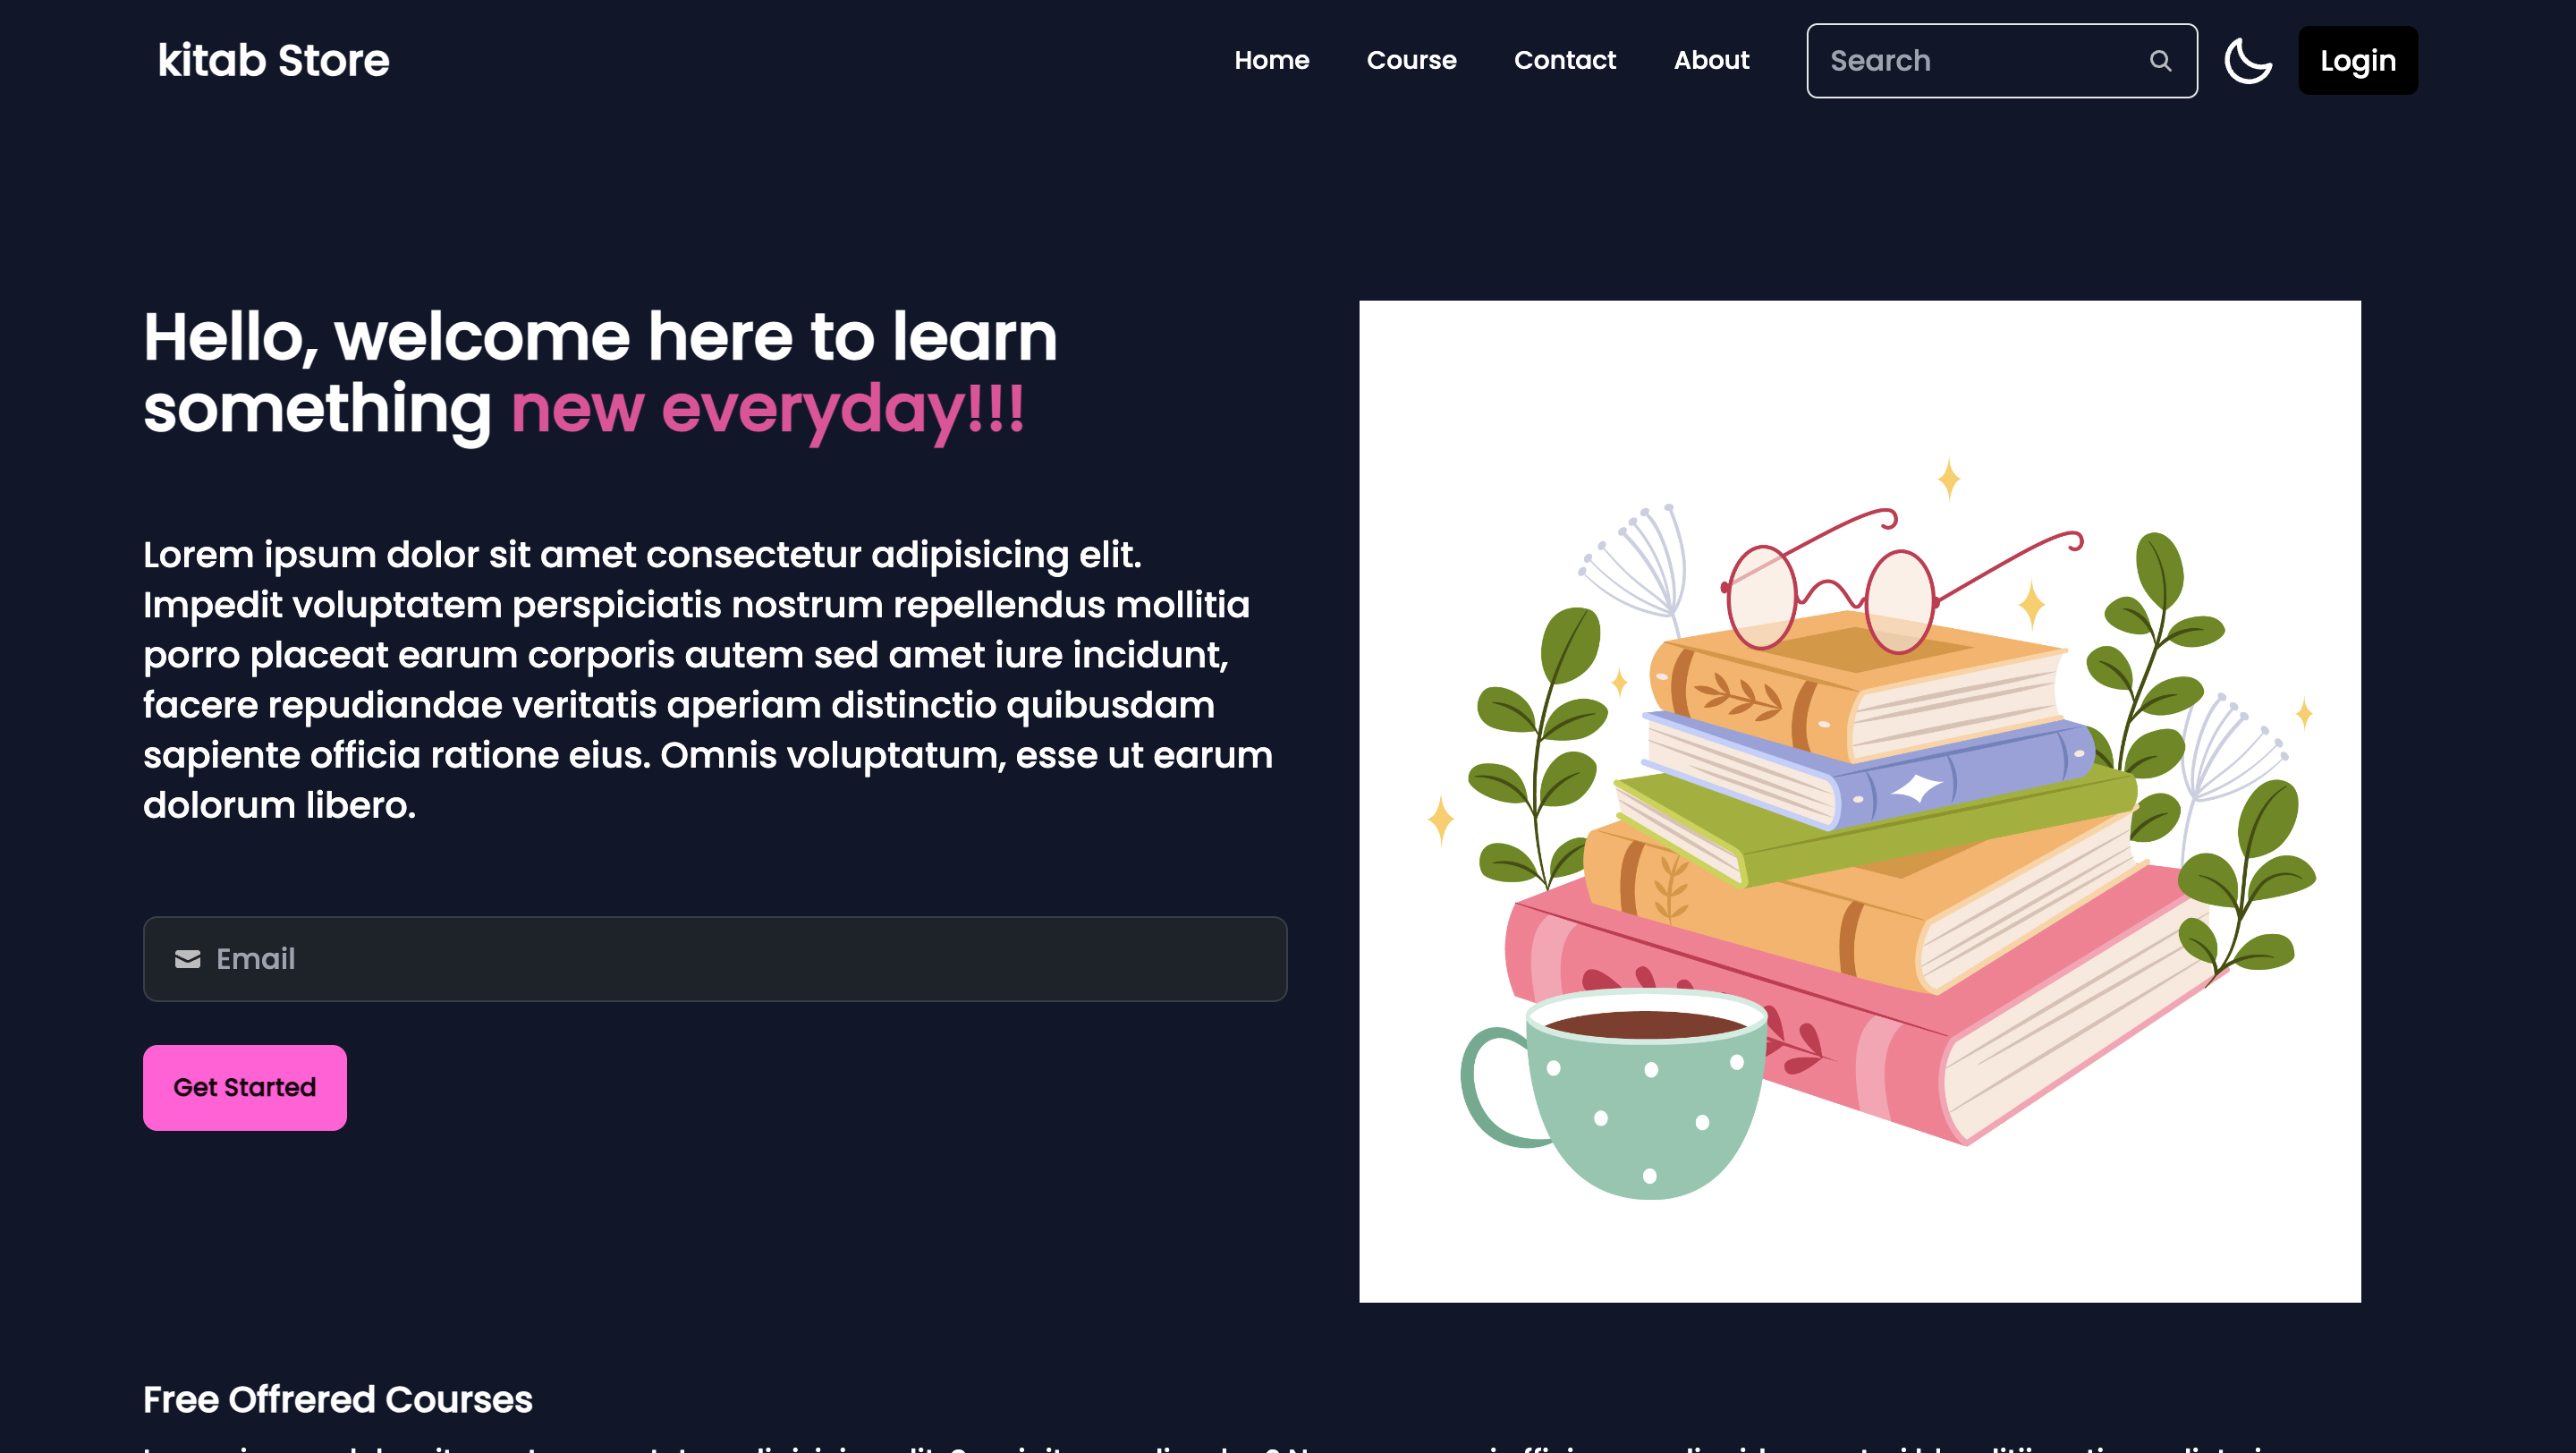 kitab Store
Home Course Contact About Search Login
Hello, welcome here to learn
something new everyday!!!
Lorem ipsum dolor sit amet consectetur adipisicing elit.
Impedit voluptatem perspiciatis nostrum repellendus mollitia
porro placeat earum corporis autem sed amet iure incidunt,
facere repudiandae veritatis aperiam distinctio quibusdam
sapiente officia ratione eius. Omnis voluptatum, esse ut earum
dolorum libero.
Email
Get Started
Free Offrered Courses